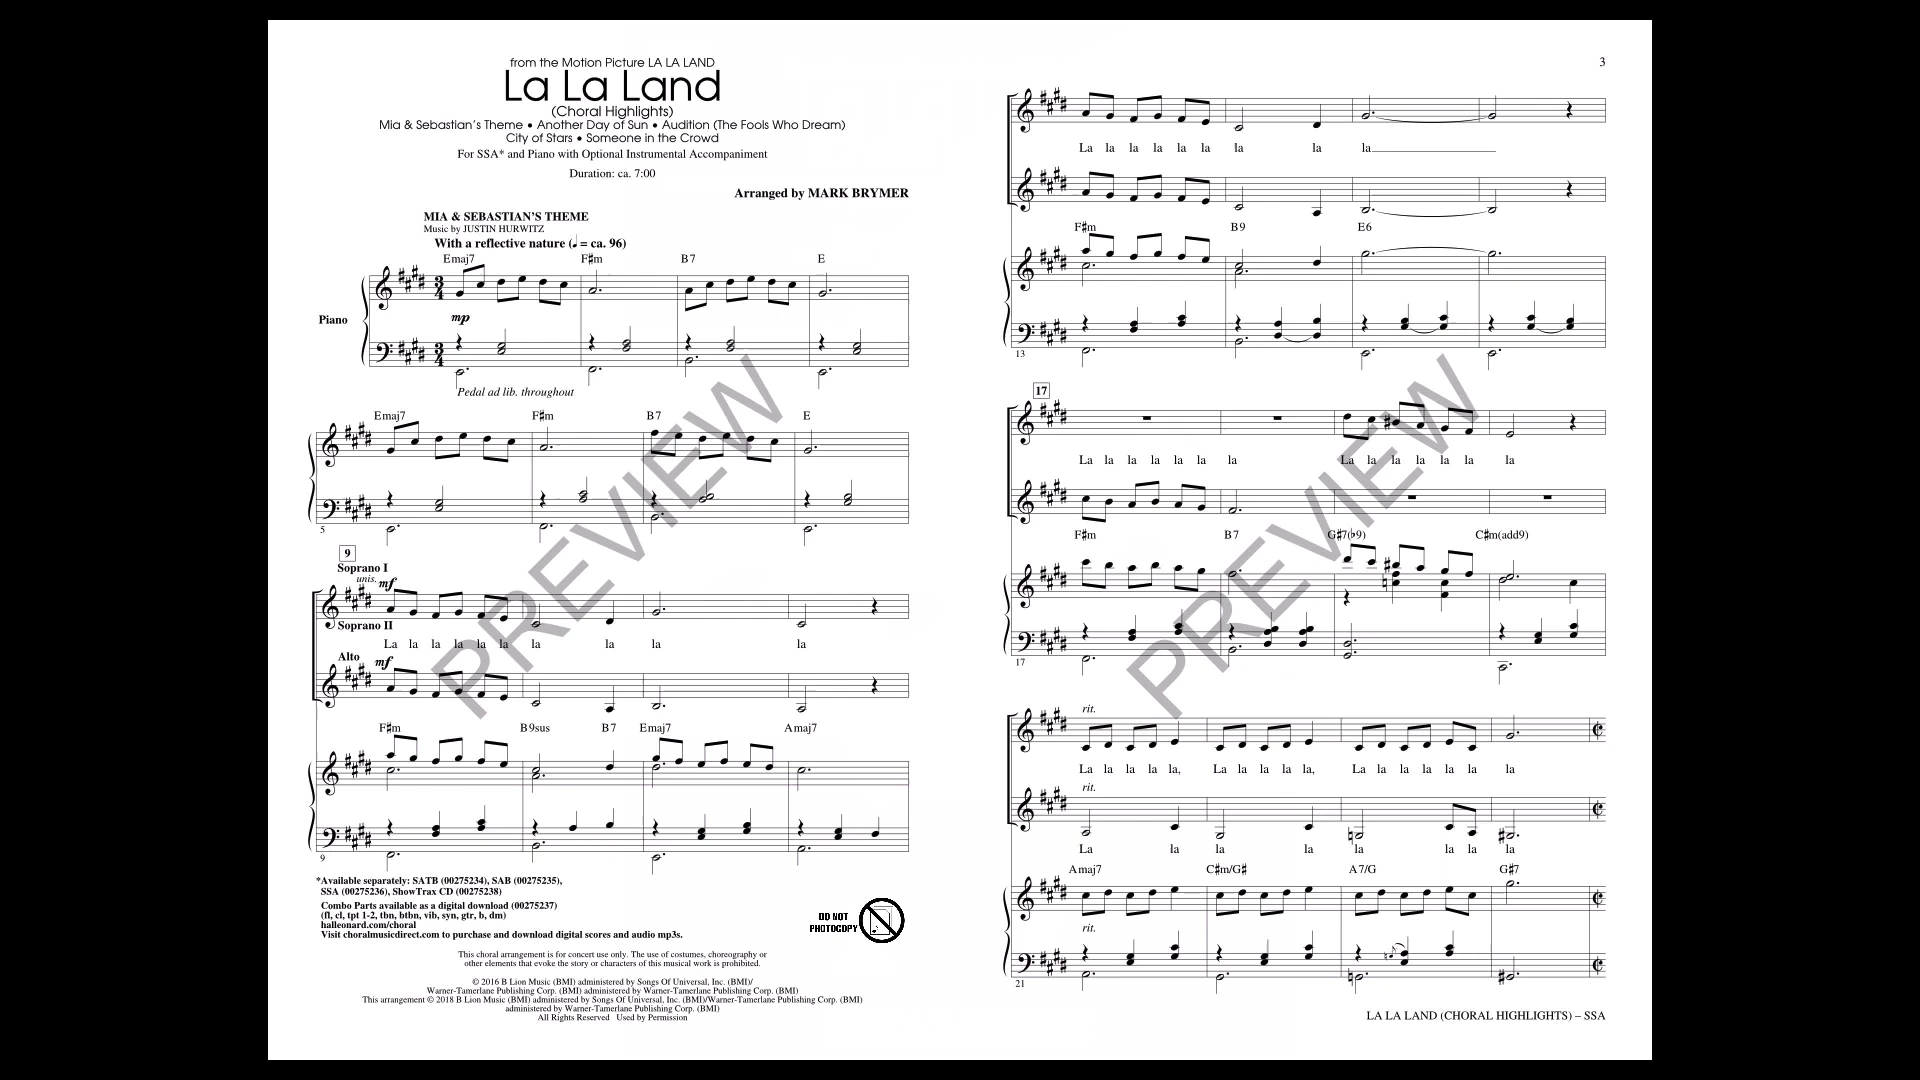 from the Motion Picture LA LA LAND
La La Land
(Choral Highlights)
Mia & Sebastian's Theme • Another Day of Sun • Audition (The Fools Who Dream)
City of Stars • Someone in the Crowd
For SSA* and Piano with Optional Instrumental Accompaniment
Duration: ca. 7:00
Arranged by MARK BRYMER
MIA & SEBASTIAN'S THEME
Music by JUSTIN HURWITZ
With a reflective nature (♩ = ca. 96)
Emaj7 F♯m B7 E
Piano
mp
Pedal ad lib. throughout
Emaj7 F♯m B7 E
5
9
Soprano I
unis. mf
Soprano II
La la la la la la la la la la
Alto
mf
F♯m B9sus B7 Emaj7 Amaj7
9
*Available separately: SATB (00275234), SAB (00275235),
SSA (00275236), ShowTrax CD (00275238)
Combo Parts available as a digital download (00275237)
(fl, cl, tpt 1-2, tbn, btbn, vib, syn, gtr, b, dm)
halleonard.com/choral
Visit choralmusicdirect.com to purchase and download digital scores and audio mp3s.
DO NOT
PHOTOCOPY
This choral arrangement is for concert use only. The use of costumes, choreography or
other elements that evoke the story or characters of this musical work is prohibited.
© 2016 B Lion Music (BMI) administered by Songs Of Universal, Inc. (BMI)/
Warner-Tamerlane Publishing Corp. (BMI) administered by Warner-Tamerlane Publishing Corp. (BMI)
This arrangement © 2018 B Lion Music (BMI) administered by Songs Of Universal, Inc. (BMI)/Warner-Tamerlane Publishing Corp. (BMI)
administered by Warner-Tamerlane Publishing Corp. (BMI)
All Rights Reserved Used by Permission
PREVIEW
3
La la la la la la la la la
F♯m B9 E6
13
17
La la la la la la la La la la la la la la
F♯m B7 G♯7(♭9) C♯m(add9)
17
rit.
La la la la la, La la la la la, La la la la la la la
rit.
La la la la la la la la
Amaj7 C♯m/G♯ A7/G G♯7
rit.
21
LA LA LAND (CHORAL HIGHLIGHTS) – SSA
PREVIEW